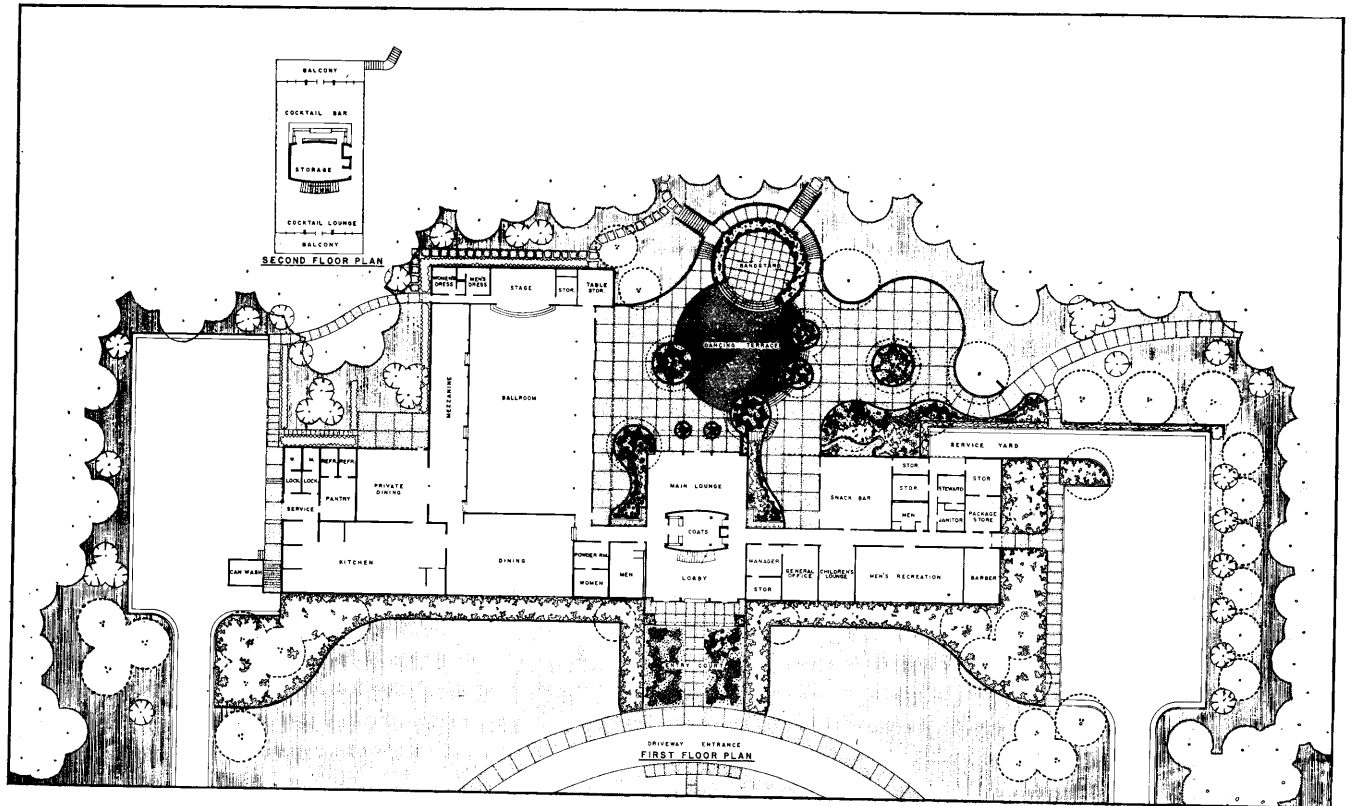 BALCONY
COCKTAIL BAR
STORAGE
COCKTAIL LOUNGE
BALCONY
SECOND FLOOR PLAN
WOMEN'S DRESS
MEN'S DRESS
STAGE
STOR.
TABLE STOR.
BANDSTAND
DANCING TERRACE
MEZZANINE
BALLROOM
SERVICE YARD
M.
REFR.
REFR.
LOCK.
LOCK.
PANTRY
PRIVATE DINING
SERVICE
MAIN LOUNGE
SNACK BAR
STOR.
STOR.
STEWARD
STOR
MEN
JANITOR
PACKAGE STORE
COATS
CAN WASH
KITCHEN
DINING
POWDER RM.
WOMEN
MEN
LOBBY
MANAGER
STOR
GENERAL OFFICE
CHILDREN'S LOUNGE
MEN'S RECREATION
BARBER
ENTRY COURT
DRIVEWAY ENTRANCE
FIRST FLOOR PLAN